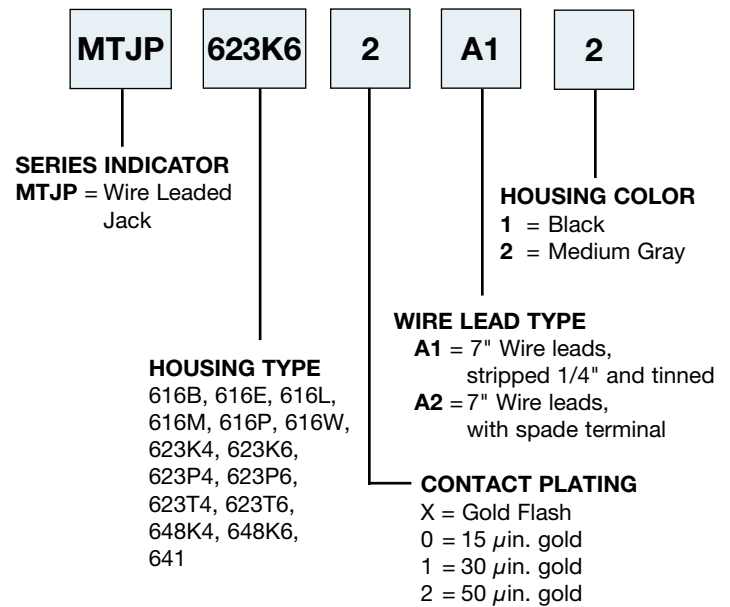 MTJP 623K6 2 A1 2
SERIES INDICATOR
MTJP = Wire Leaded
Jack
HOUSING COLOR
1 = Black
2 = Medium Gray
WIRE LEAD TYPE
A1 = 7" Wire leads,
stripped 1/4" and tinned
A2 = 7" Wire leads,
with spade terminal
HOUSING TYPE
616B, 616E, 616L,
616M, 616P, 616W,
623K4, 623K6,
623P4, 623P6,
623T4, 623T6,
648K4, 648K6,
641
CONTACT PLATING
X = Gold Flash
0 = 15 µin. gold
1 = 30 µin. gold
2 = 50 µin. gold